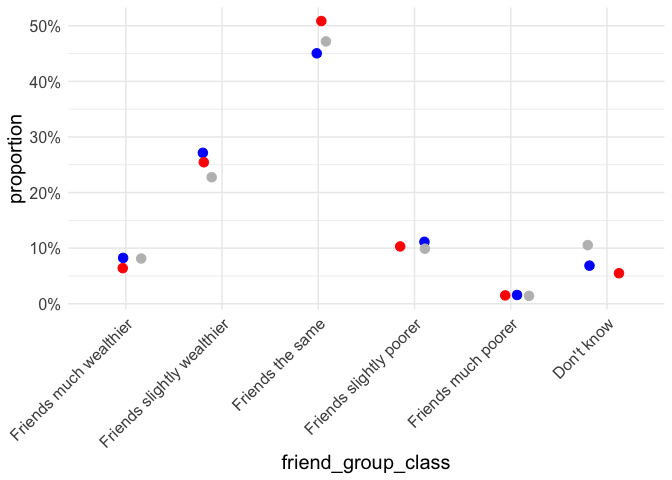 50%
40%
30%
20%
10%
0%
proportion
Friends much wealthier
Friends slightly wealthier
Friends the same
Friends slightly poorer
Friends much poorer
Don't know
friend_group_class